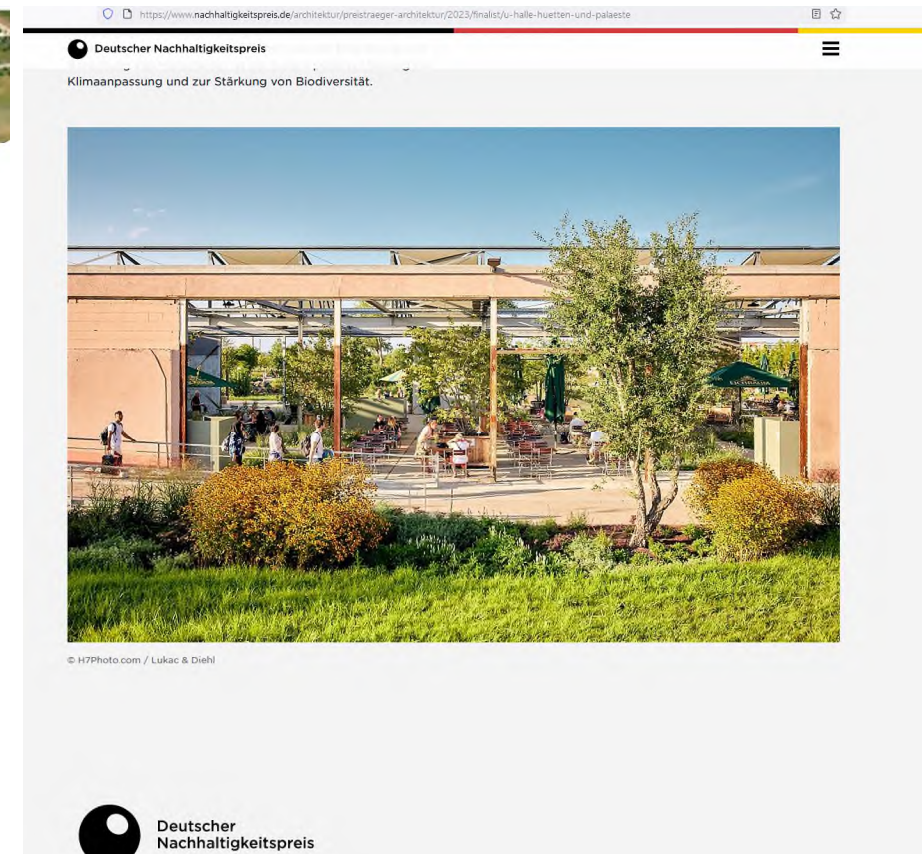 https://www.nachhaltigkeitspreis.de/architektur/preistraeger-architektur/2023/finalist/u-halle-huetten-und-palaeste
Deutscher Nachhaltigkeitspreis
Klimaanpassung und zur Stärkung von Biodiversität.
EICHBAUM
© H7Photo.com / Lukac & Diehl
Deutscher
Nachhaltigkeitspreis